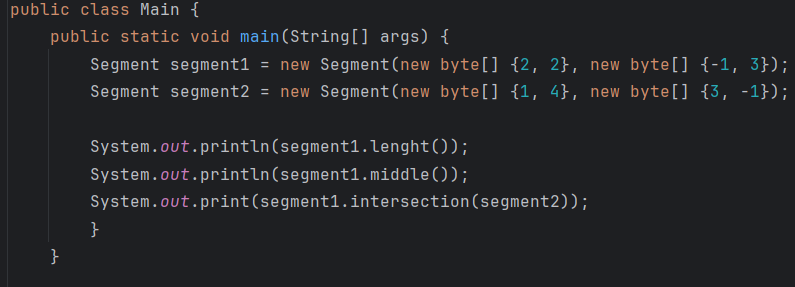 public class Main {
    public static void main(String[] args) {
        Segment segment1 = new Segment(new byte[] {2, 2}, new byte[] {-1, 3});
        Segment segment2 = new Segment(new byte[] {1, 4}, new byte[] {3, -1});

        System.out.println(segment1.lenght());
        System.out.println(segment1.middle());
        System.out.print(segment1.intersection(segment2));
        }
    }